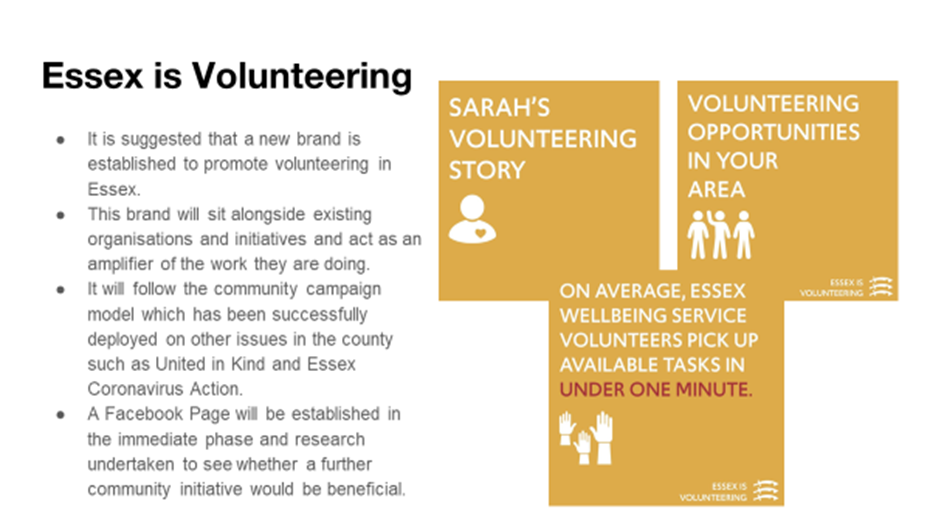 Essex is Volunteering
● It is suggested that a new brand is
established to promote volunteering in
Essex.
● This brand will sit alongside existing
organisations and initiatives and act as an
amplifier of the work they are doing.
● It will follow the community campaign
model which has been successfully
deployed on other issues in the county
such as United in Kind and Essex
Coronavirus Action.
● A Facebook Page will be established in
the immediate phase and research
undertaken to see whether a further
community initiative would be beneficial.
SARAH'S
VOLUNTEERING
STORY
VOLUNTEERING
OPPORTUNITIES
IN YOUR
AREA
ESSEX IS
VOLUNTEERING
ON AVERAGE, ESSEX
WELLBEING SERVICE
VOLUNTEERS PICK UP
AVAILABLE TASKS IN
UNDER ONE MINUTE.
ESSEX IS
VOLUNTEERING